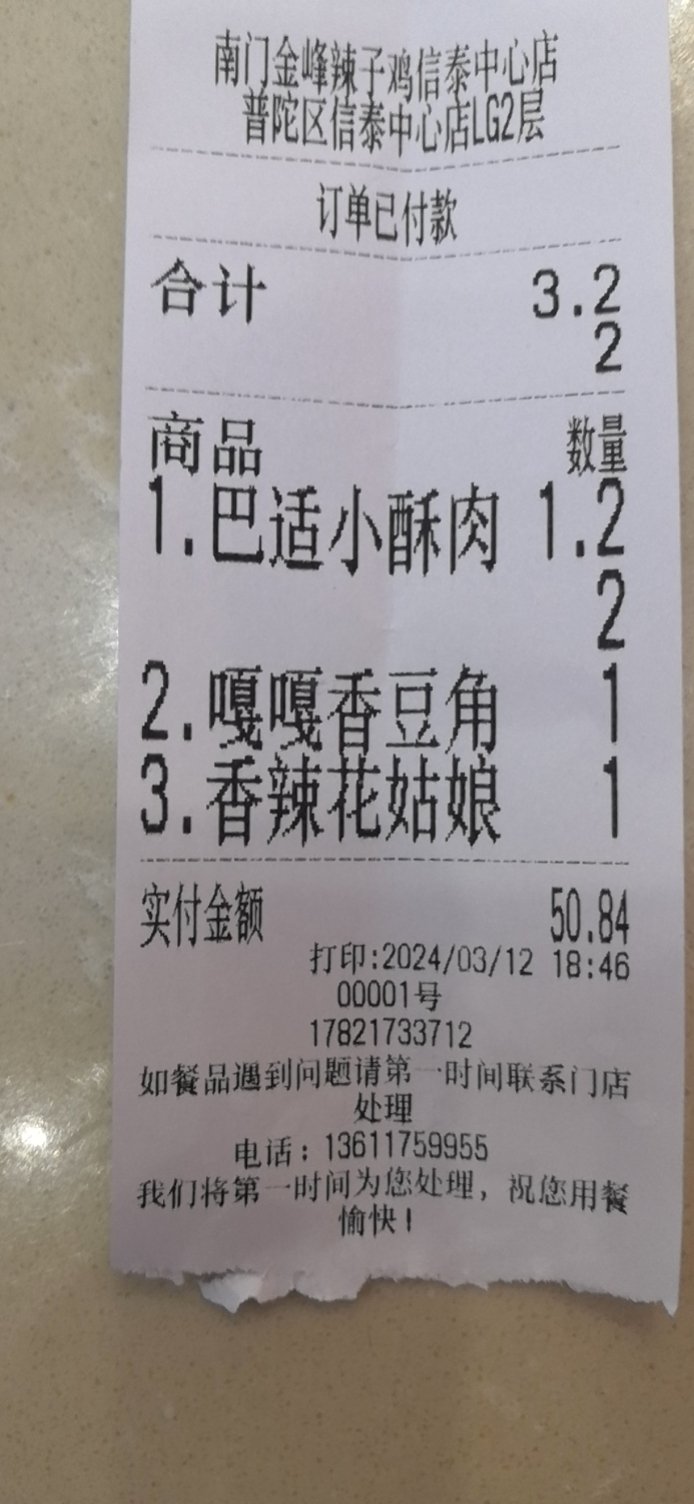 南门金峰辣子鸡信泰中心店
普陀区信泰中心店LG2层
订单已付款
合计 3.2
2
商品 数量
1.巴适小酥肉 1.2
2
2.嘎嘎香豆角 1
3.香辣花姑娘 1
实付金额 50.84
打印:2024/03/12 18:46
00001号
17821733712
如餐品遇到问题请第一时间联系门店
处理
电话：13611759955
我们将第一时间为您处理，祝您用餐
愉快！